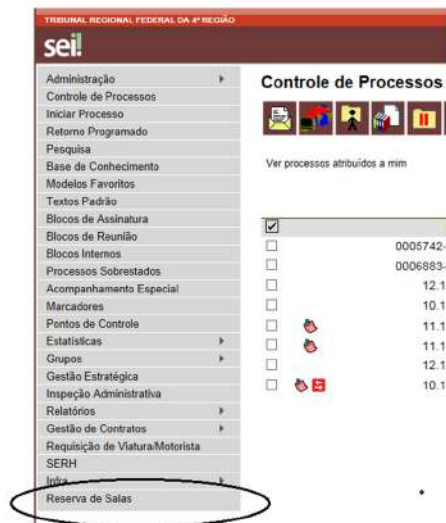 TRIBUNAL REGIONAL FEDERAL DA 4ª REGIÃO
sei!
Administração
Controle de Processos
Iniciar Processo
Retorno Programado
Pesquisa
Base de Conhecimento
Modelos Favoritos
Textos Padrão
Blocos de Assinatura
Blocos de Reunião
Blocos Internos
Processos Sobrestados
Acompanhamento Especial
Marcadores
Pontos de Controle
Estatísticas
Grupos
Gestão Estratégica
Inspeção Administrativa
Relatórios
Gestão de Contratos
Requisição de Viatura/Motorista
SERH
Infra
Reserva de Salas
Controle de Processos
Ver processos atribuídos a mim
0005742-
0006883-
12.1
10.1
11.1
11.1
12.1
10.1